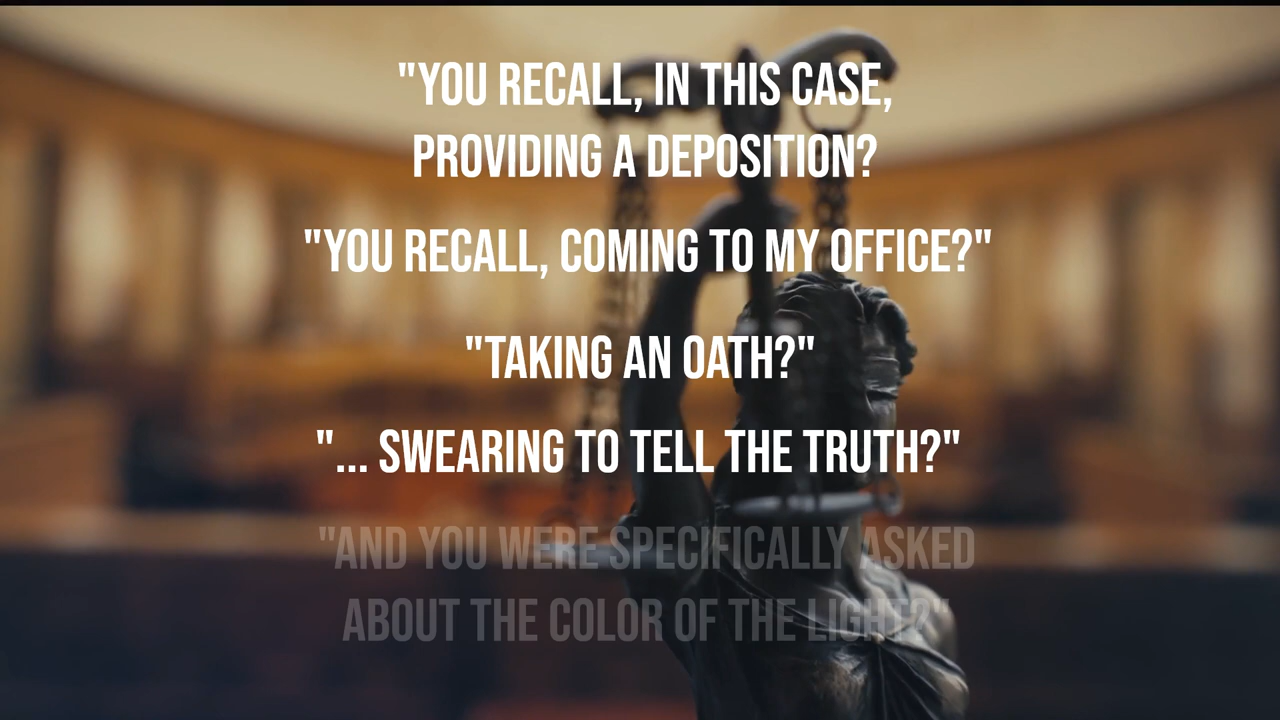 "YOU RECALL, IN THIS CASE,
PROVIDING A DEPOSITION?
"YOU RECALL, COMING TO MY OFFICE?"
"TAKING AN OATH?"
"... SWEARING TO TELL THE TRUTH?"
"AND YOU WERE SPECIFICALLY ASKED
ABOUT THE COLOR OF THE LIGHT?"